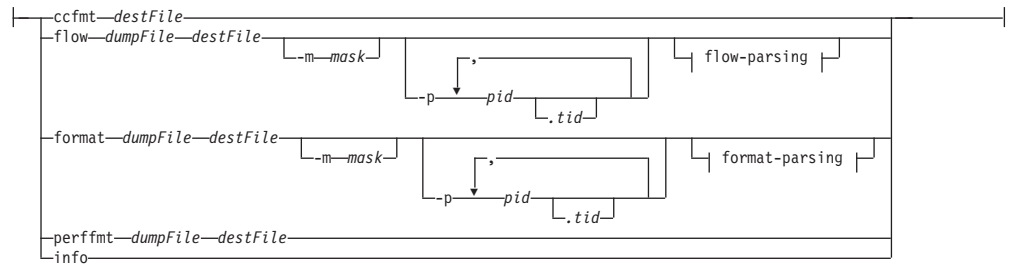 ccfmt destFile
flow dumpFile destFile
-m mask
flow-parsing
,
-p pid
.tid
format dumpFile destFile
-m mask
format-parsing
,
-p pid
.tid
perffmt dumpFile destFile
info